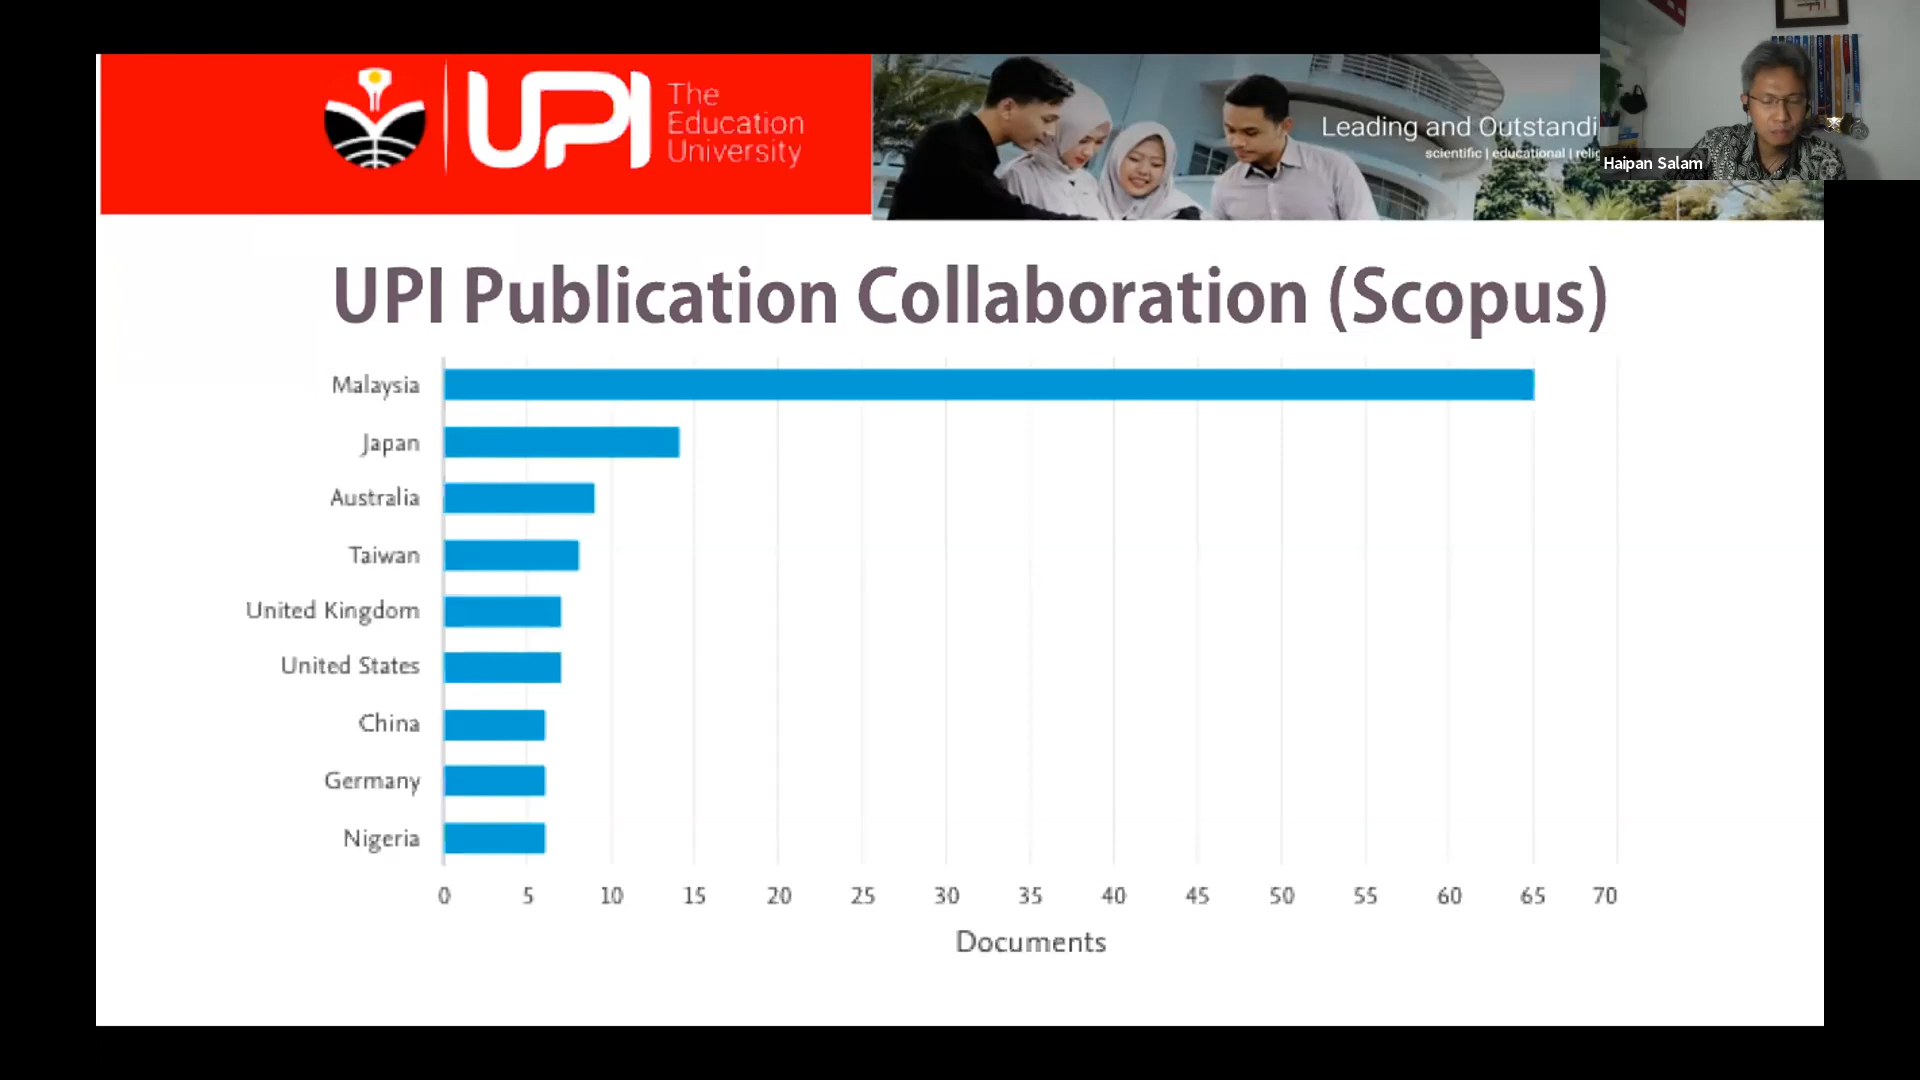 UPI
The
Education
University
Leading and Outstandi
scientific | educational | relig
Haipan Salam
UPI Publication Collaboration (Scopus)
Malaysia
Japan
Australia
Taiwan
United Kingdom
United States
China
Germany
Nigeria
0 5 10 15 20 25 30 35 40 45 50 55 60 65 70
Documents